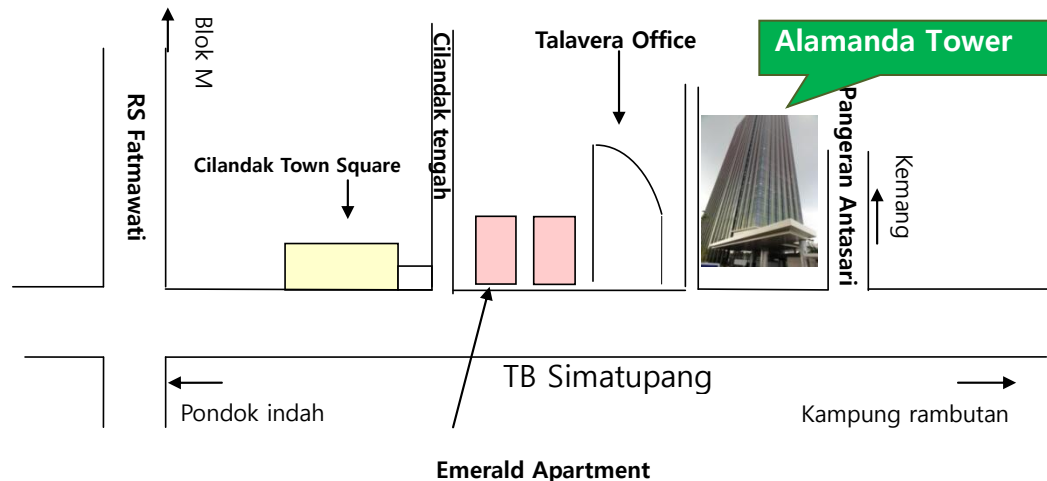 Blok M
Cilandak tengah
Talavera Office
Alamanda Tower
RS Fatmawati
Cilandak Town Square
Pangeran Antasari
Kemang
TB Simatupang
Pondok indah
Kampung rambutan
Emerald Apartment